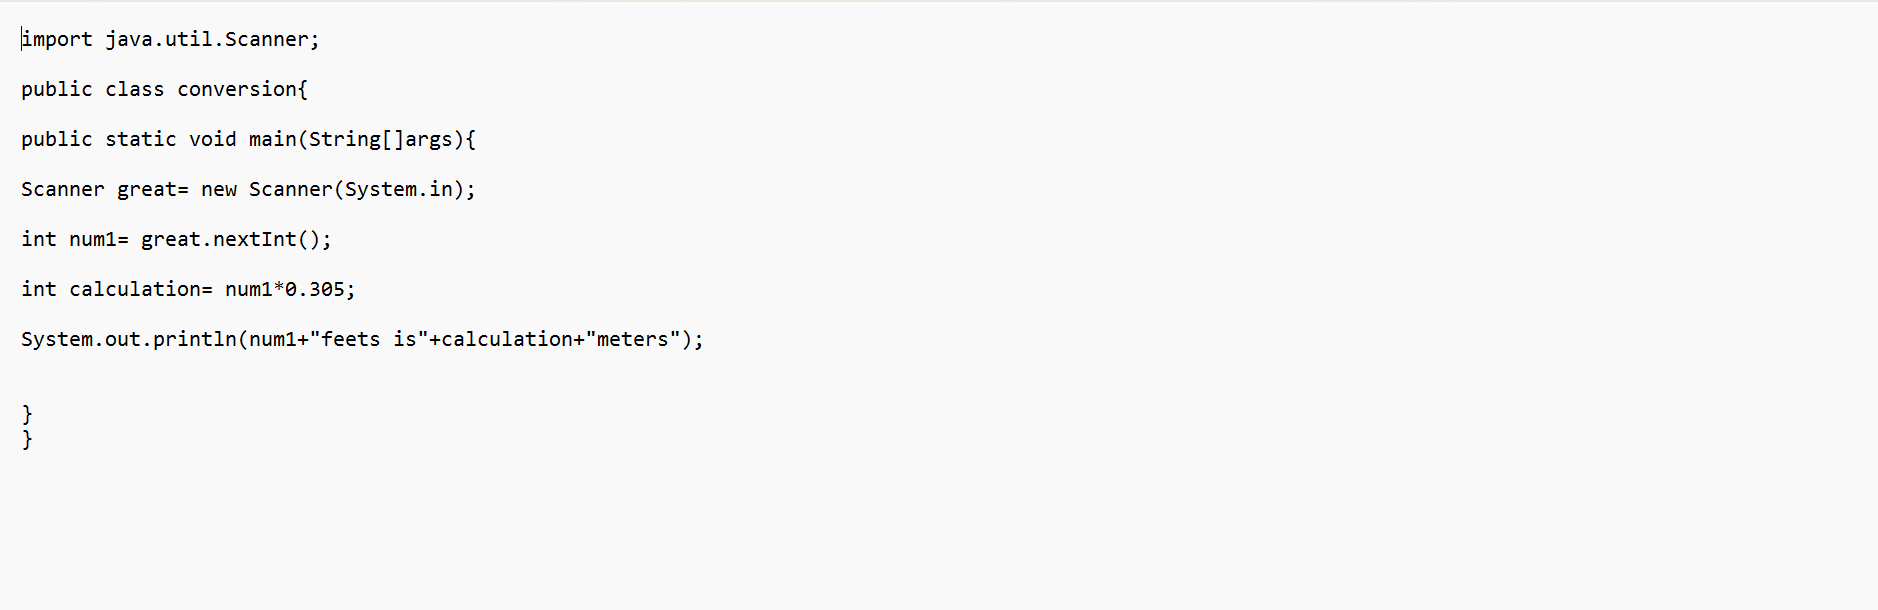 import java.util.Scanner;
public class conversion{
public static void main(String[]args){
Scanner great= new Scanner(System.in);
int num1= great.nextInt();
int calculation= num1*0.305;
System.out.println(num1+"feets is"+calculation+"meters");
}
}